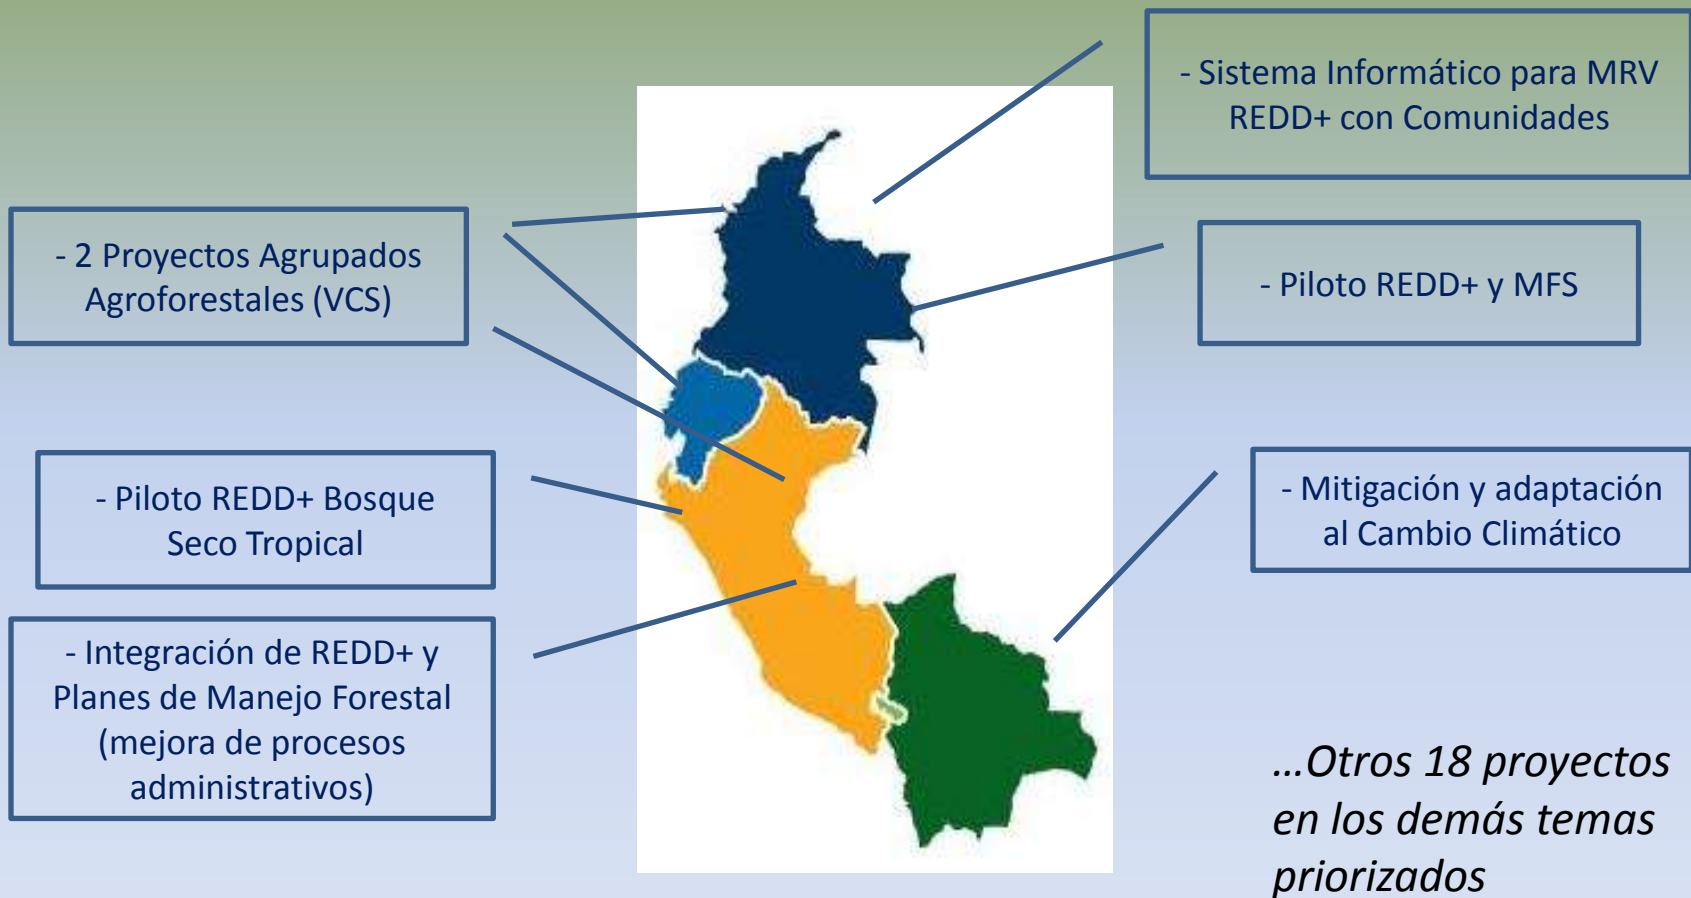 - Sistema Informático para MRV
REDD+ con Comunidades
- 2 Proyectos Agrupados
Agroforestales (VCS)
- Piloto REDD+ y MFS
- Piloto REDD+ Bosque
Seco Tropical
- Mitigación y adaptación
al Cambio Climático
- Integración de REDD+ y
Planes de Manejo Forestal
(mejora de procesos
administrativos)
...Otros 18 proyectos
en los demás temas
priorizados